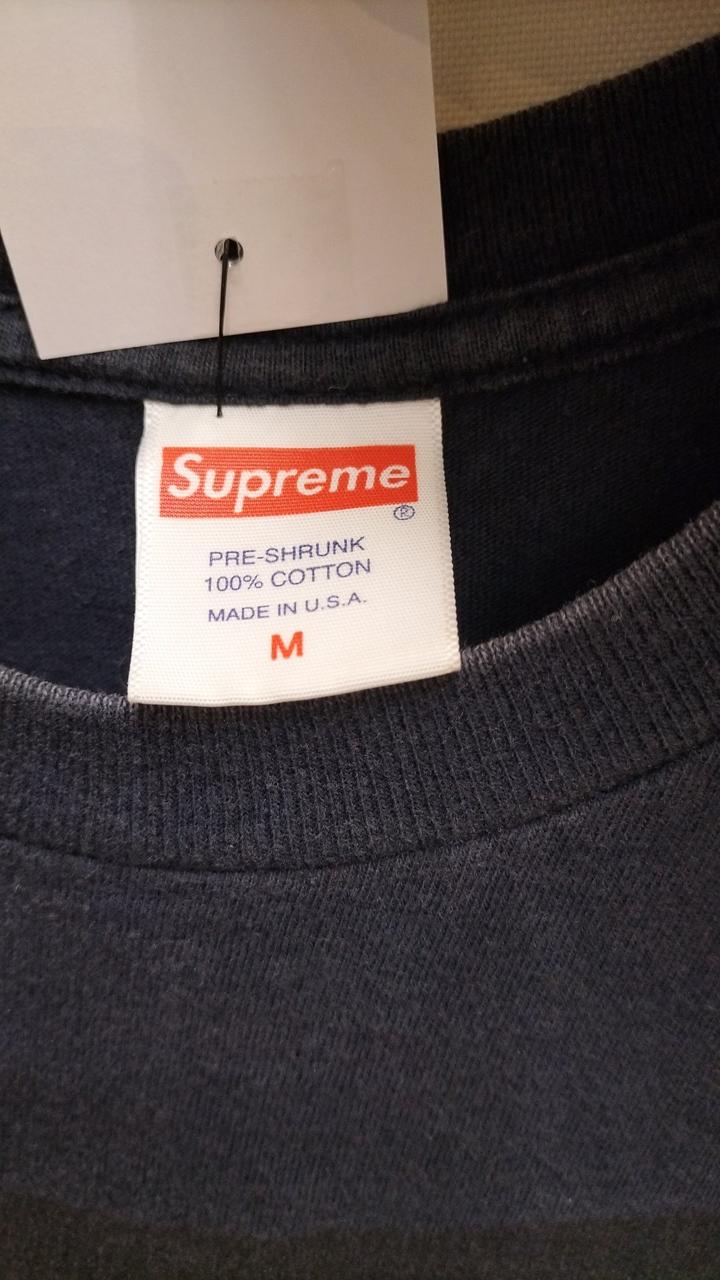 Supreme
®
PRE-SHRUNK
100% COTTON
MADE IN U.S.A.
M